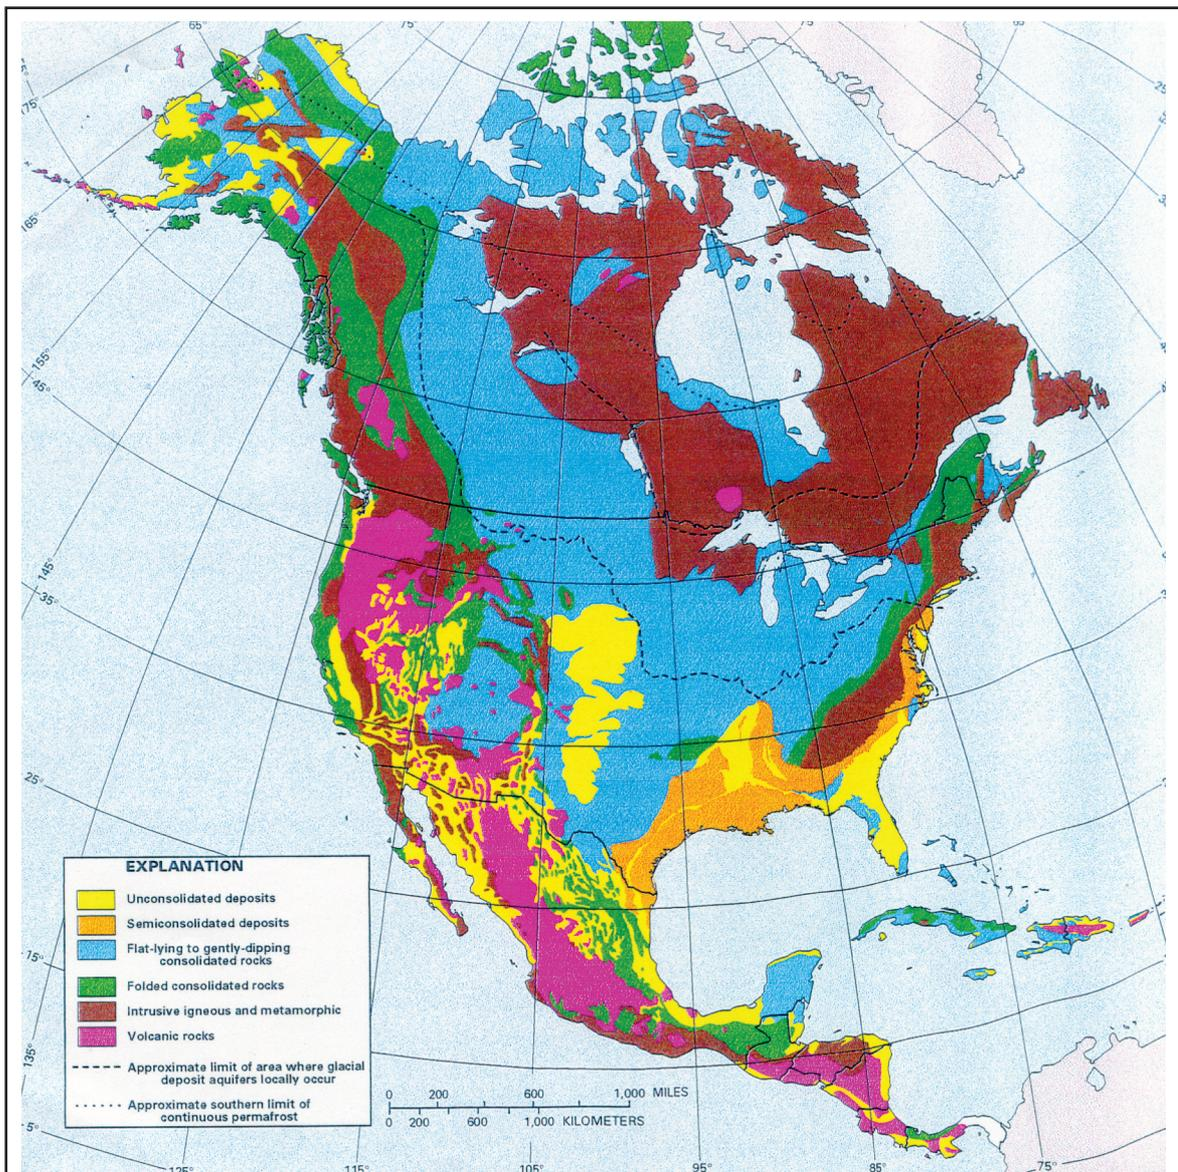 65
75
75
65
175
165
155
45
145
35
25
15°
135°
5°
125°
115°
105°
95°
85°
75°
EXPLANATION
Unconsolidated deposits
Semiconsolidated deposits
Flat-lying to gently-dipping
consolidated rocks
Folded consolidated rocks
Intrusive igneous and metamorphic
Volcanic rocks
Approximate limit of area where glacial
deposit aquifers locally occur
Approximate southern limit of
continuous permafrost
0 200 600 1,000 MILES
0 200 600 1,000 KILOMETERS